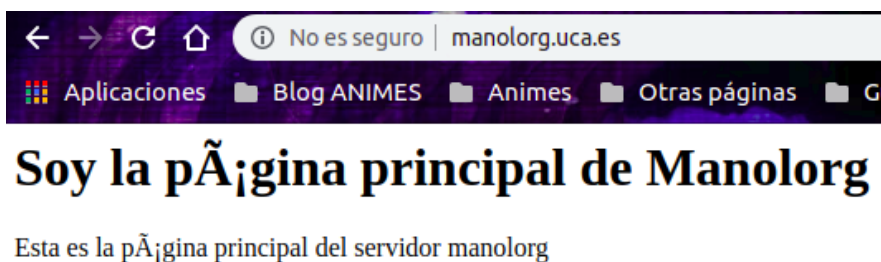 No es seguro | manolorg.uca.es
Aplicaciones Blog ANIMES Animes Otras páginas G
Soy la pÃ¡gina principal de Manolorg
Esta es la pÃ¡gina principal del servidor manolorg